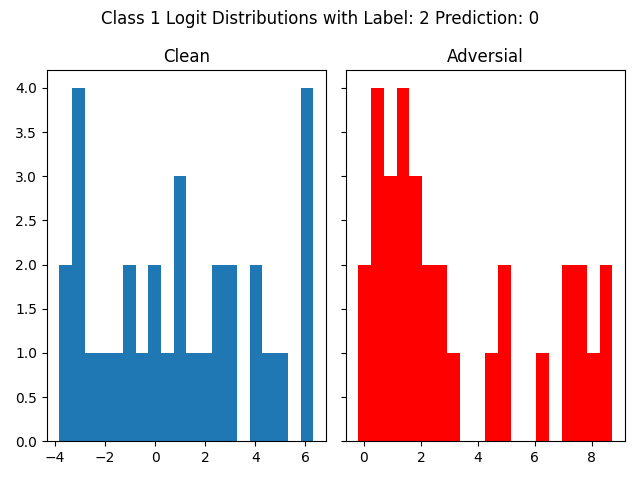 Class 1 Logit Distributions with Label: 2 Prediction: 0
Clean
Adversial
4.0
3.5
3.0
2.5
2.0
1.5
1.0
0.5
0.0
−4 −2 0 2 4 6
0 2 4 6 8